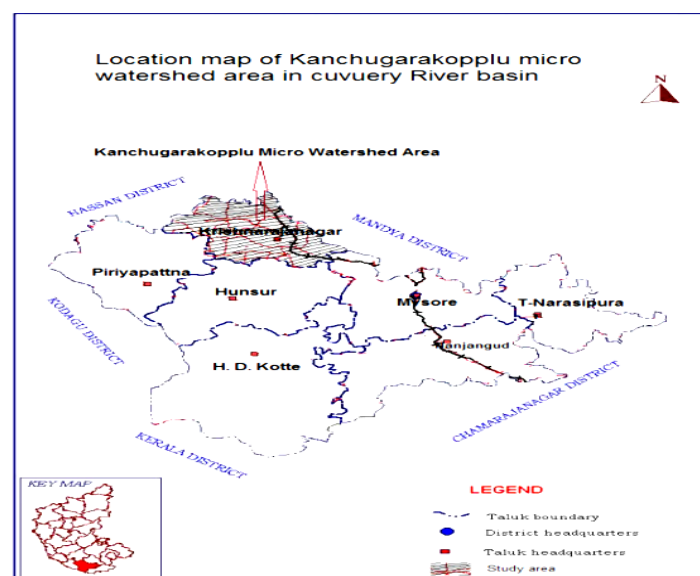 Location map of Kanchugarakopplu micro
watershed area in cuvuery River basin
N
Kanchugarakopplu Micro Watershed Area
HASSAN DISTRICT
MANDYA DISTRICT
Krishnarajanagar
Piriyapattna
Hunsur
Mysore
T-Narasipura
KODAGU DISTRICT
Nanjangud
H. D. Kotte
CHAMARAJANAGAR DISTRICT
KERALA DISTRICT
KEY MAP
LEGEND
Taluk boundary
District headquarters
Taluk headquarters
Study area